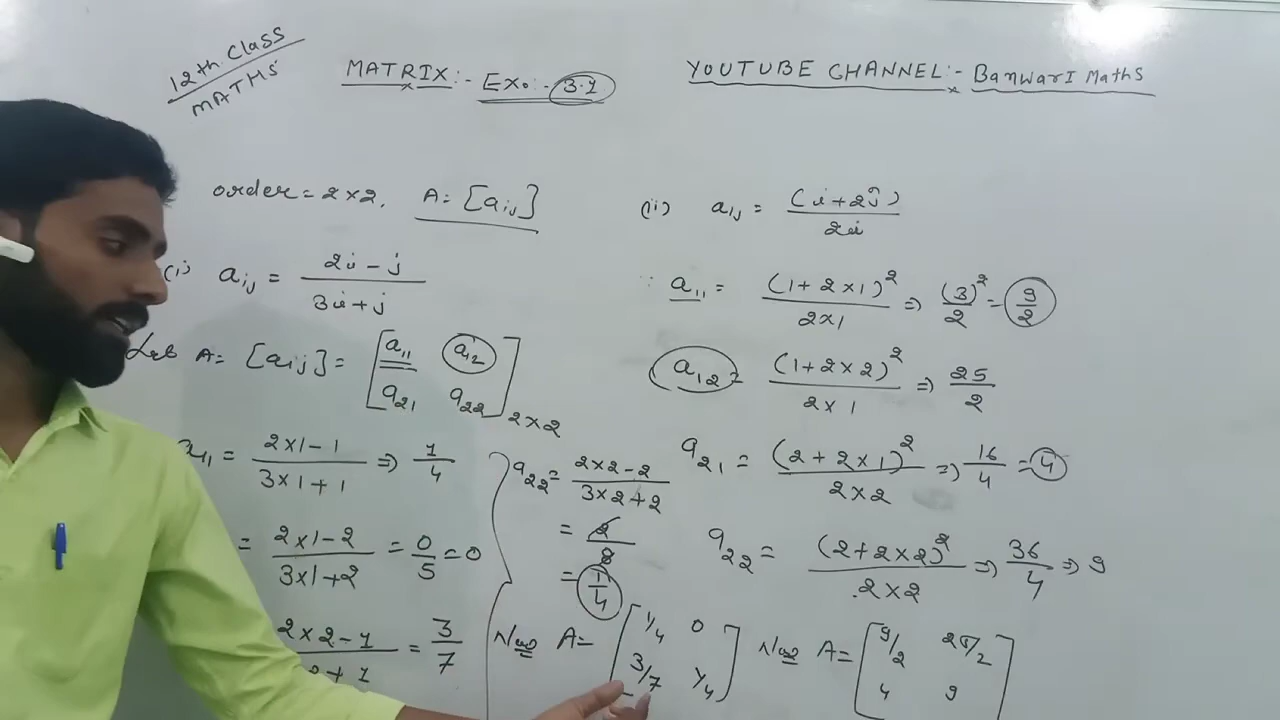 12th Class
MATHS
MATRIX:- Ex.:- 3.1
YOUTUBE CHANNEL:- BanwarI Maths
order = 2×2, A = [aij]
(i) aij = (2i - j)/(3i + j)
Let A = [aij] = [a11 a12
a21 a22] 2×2
a11 = (2×1-1)/(3×1+1) ⇒ 1/4
= (2×1-2)/(3×1+2) = 0/5 = 0
(2×2-1)/(×2+1) = 3/7
a22 = (2×2-2)/(3×2+2)
= 2/8
= 1/4
Now A = [1/4 0
3/7 1/4]
(ii) aij = (i+2j)/2i
∵ a11 = (1+2×1)²/2×1 ⇒ (3)²/2 = 9/2
a12 = (1+2×2)²/2×1 ⇒ 25/2
a21 = (2+2×1)²/2×2 ⇒ 16/4 = 4
a22 = (2+2×2)²/2×2 ⇒ 36/4 ⇒ 9
Now A = [9/2 25/2
4 9]